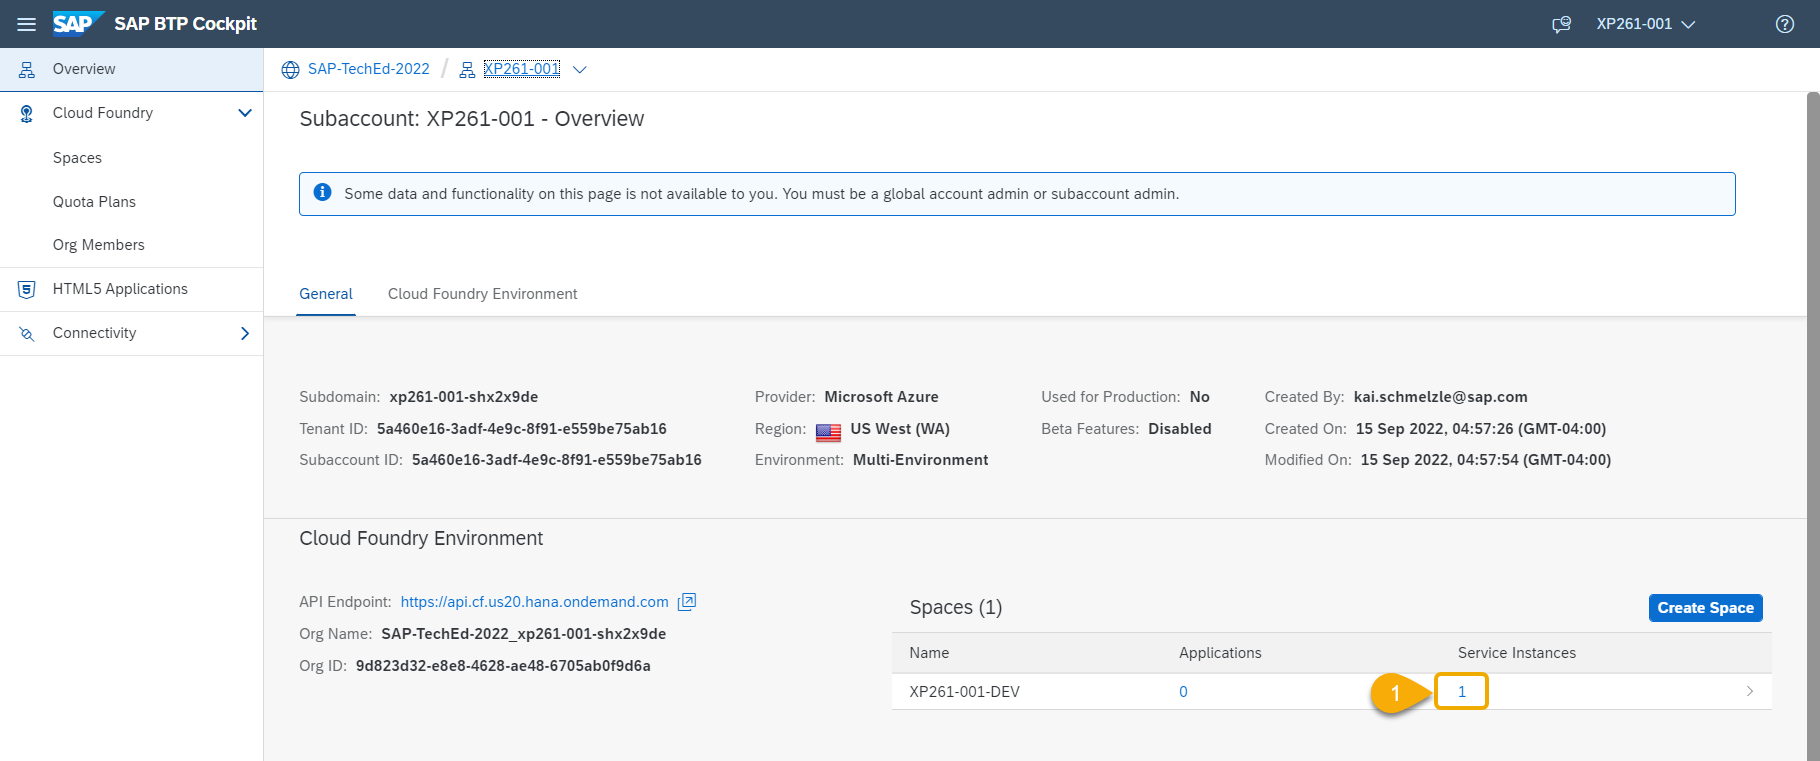 SAP SAP BTP Cockpit XP261-001
Overview
Cloud Foundry
Spaces
Quota Plans
Org Members
HTML5 Applications
Connectivity
SAP-TechEd-2022 / XP261-001
Subaccount: XP261-001 - Overview
Some data and functionality on this page is not available to you. You must be a global account admin or subaccount admin.
General Cloud Foundry Environment
Subdomain: xp261-001-shx2x9de
Tenant ID: 5a460e16-3adf-4e9c-8f91-e559be75ab16
Subaccount ID: 5a460e16-3adf-4e9c-8f91-e559be75ab16
Provider: Microsoft Azure
Region: US West (WA)
Environment: Multi-Environment
Used for Production: No
Beta Features: Disabled
Created By: kai.schmelzle@sap.com
Created On: 15 Sep 2022, 04:57:26 (GMT-04:00)
Modified On: 15 Sep 2022, 04:57:54 (GMT-04:00)
Cloud Foundry Environment
API Endpoint: https://api.cf.us20.hana.ondemand.com
Org Name: SAP-TechEd-2022_xp261-001-shx2x9de
Org ID: 9d823d32-e8e8-4628-ae48-6705ab0f9d6a
Spaces (1) Create Space
Name Applications Service Instances
XP261-001-DEV 0 1 1